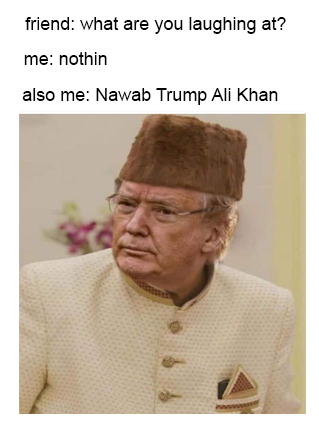 friend: what are you laughing at?
me: nothin
also me: Nawab Trump Ali Khan